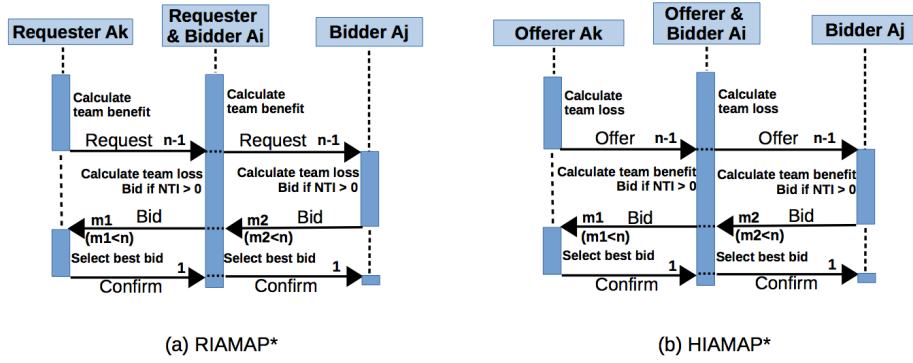 Requester Ak
Requester
& Bidder Ai
Bidder Aj
Calculate
team benefit
Calculate
team benefit
Request n-1
Request n-1
Calculate team loss
Bid if NTI > 0
Calculate team loss
Bid if NTI > 0
m1 Bid
(m1<n)
m2 Bid
(m2<n)
Select best bid
1
Confirm
Select best bid
1
Confirm
(a) RIAMAP*
Offerer Ak
Offerer &
Bidder Ai
Bidder Aj
Calculate
team loss
Calculate
team loss
Offer n-1
Offer n-1
Calculate team benefit
Bid if NTI > 0
Calculate team benefit
Bid if NTI > 0
m1 Bid
(m1<n)
m2 Bid
(m2<n)
Select best bid
1
Confirm
Select best bid
1
Confirm
(b) HIAMAP*